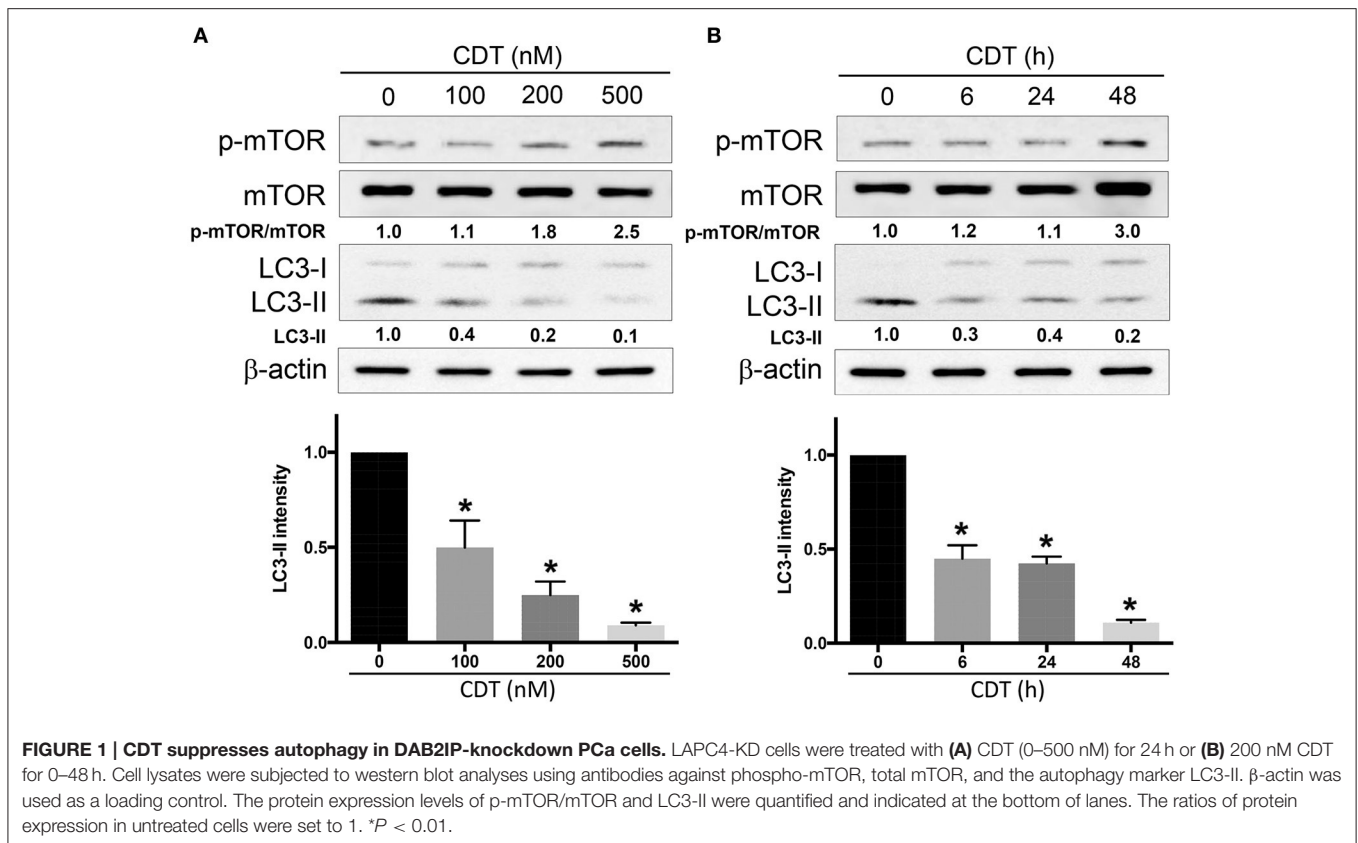 A
CDT (nM)
0 100 200 500
p-mTOR
mTOR
p-mTOR/mTOR 1.0 1.1 1.8 2.5
LC3-I
LC3-II
LC3-II 1.0 0.4 0.2 0.1
β-actin
LC3-II intensity
1.0
0.5
0.0
* * *
0 100 200 500
CDT (nM)
B
CDT (h)
0 6 24 48
p-mTOR
mTOR
p-mTOR/mTOR 1.0 1.2 1.1 3.0
LC3-I
LC3-II
LC3-II 1.0 0.3 0.4 0.2
β-actin
LC3-II intensity
1.0
0.5
0.0
* * *
0 6 24 48
CDT (h)
FIGURE 1 | CDT suppresses autophagy in DAB2IP-knockdown PCa cells. LAPC4-KD cells were treated with (A) CDT (0–500 nM) for 24 h or (B) 200 nM CDT
for 0–48 h. Cell lysates were subjected to western blot analyses using antibodies against phospho-mTOR, total mTOR, and the autophagy marker LC3-II. β-actin was
used as a loading control. The protein expression levels of p-mTOR/mTOR and LC3-II were quantified and indicated at the bottom of lanes. The ratios of protein
expression in untreated cells were set to 1. *P < 0.01.